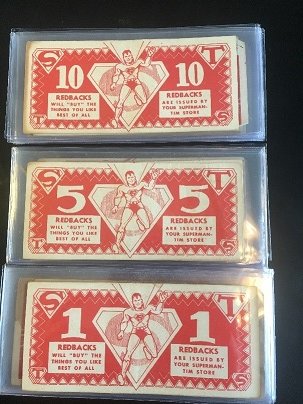 S T
10 10
REDBACKS REDBACKS
WILL "BUY" THE ARE ISSUED BY
THINGS YOU LIKE YOUR SUPERMAN-
BEST OF ALL TIM STORE
T S
S T
5 5
REDBACKS REDBACKS
WILL "BUY" THE ARE ISSUED BY
THINGS YOU LIKE YOUR SUPERMAN-
BEST OF ALL TIM STORE
T S
S T
1 1
REDBACKS REDBACKS
WILL "BUY" THE ARE ISSUED BY
THINGS YOU LIKE YOUR SUPERMAN-
BEST OF ALL TIM STORE
T S